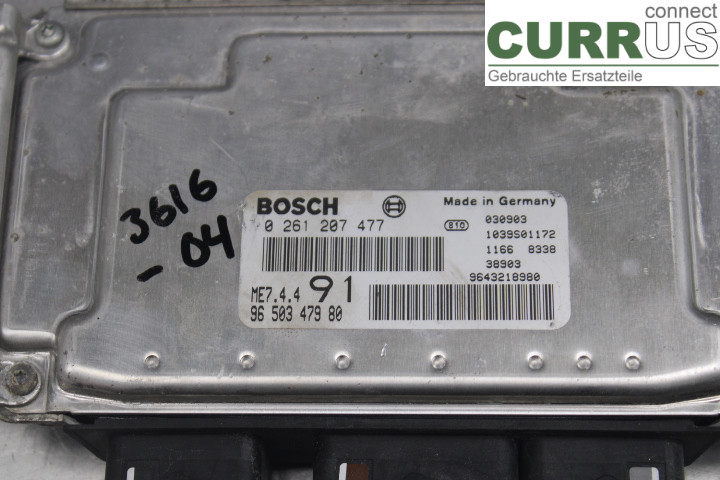 connect
CURRUS
Gebrauchte Ersatzteile
3616
-04
BOSCH
Made in Germany
0 261 207 477
810
030903
1039S01172
1166 8338
38903
9643218980
ME7.4.4 91
96 503 479 80